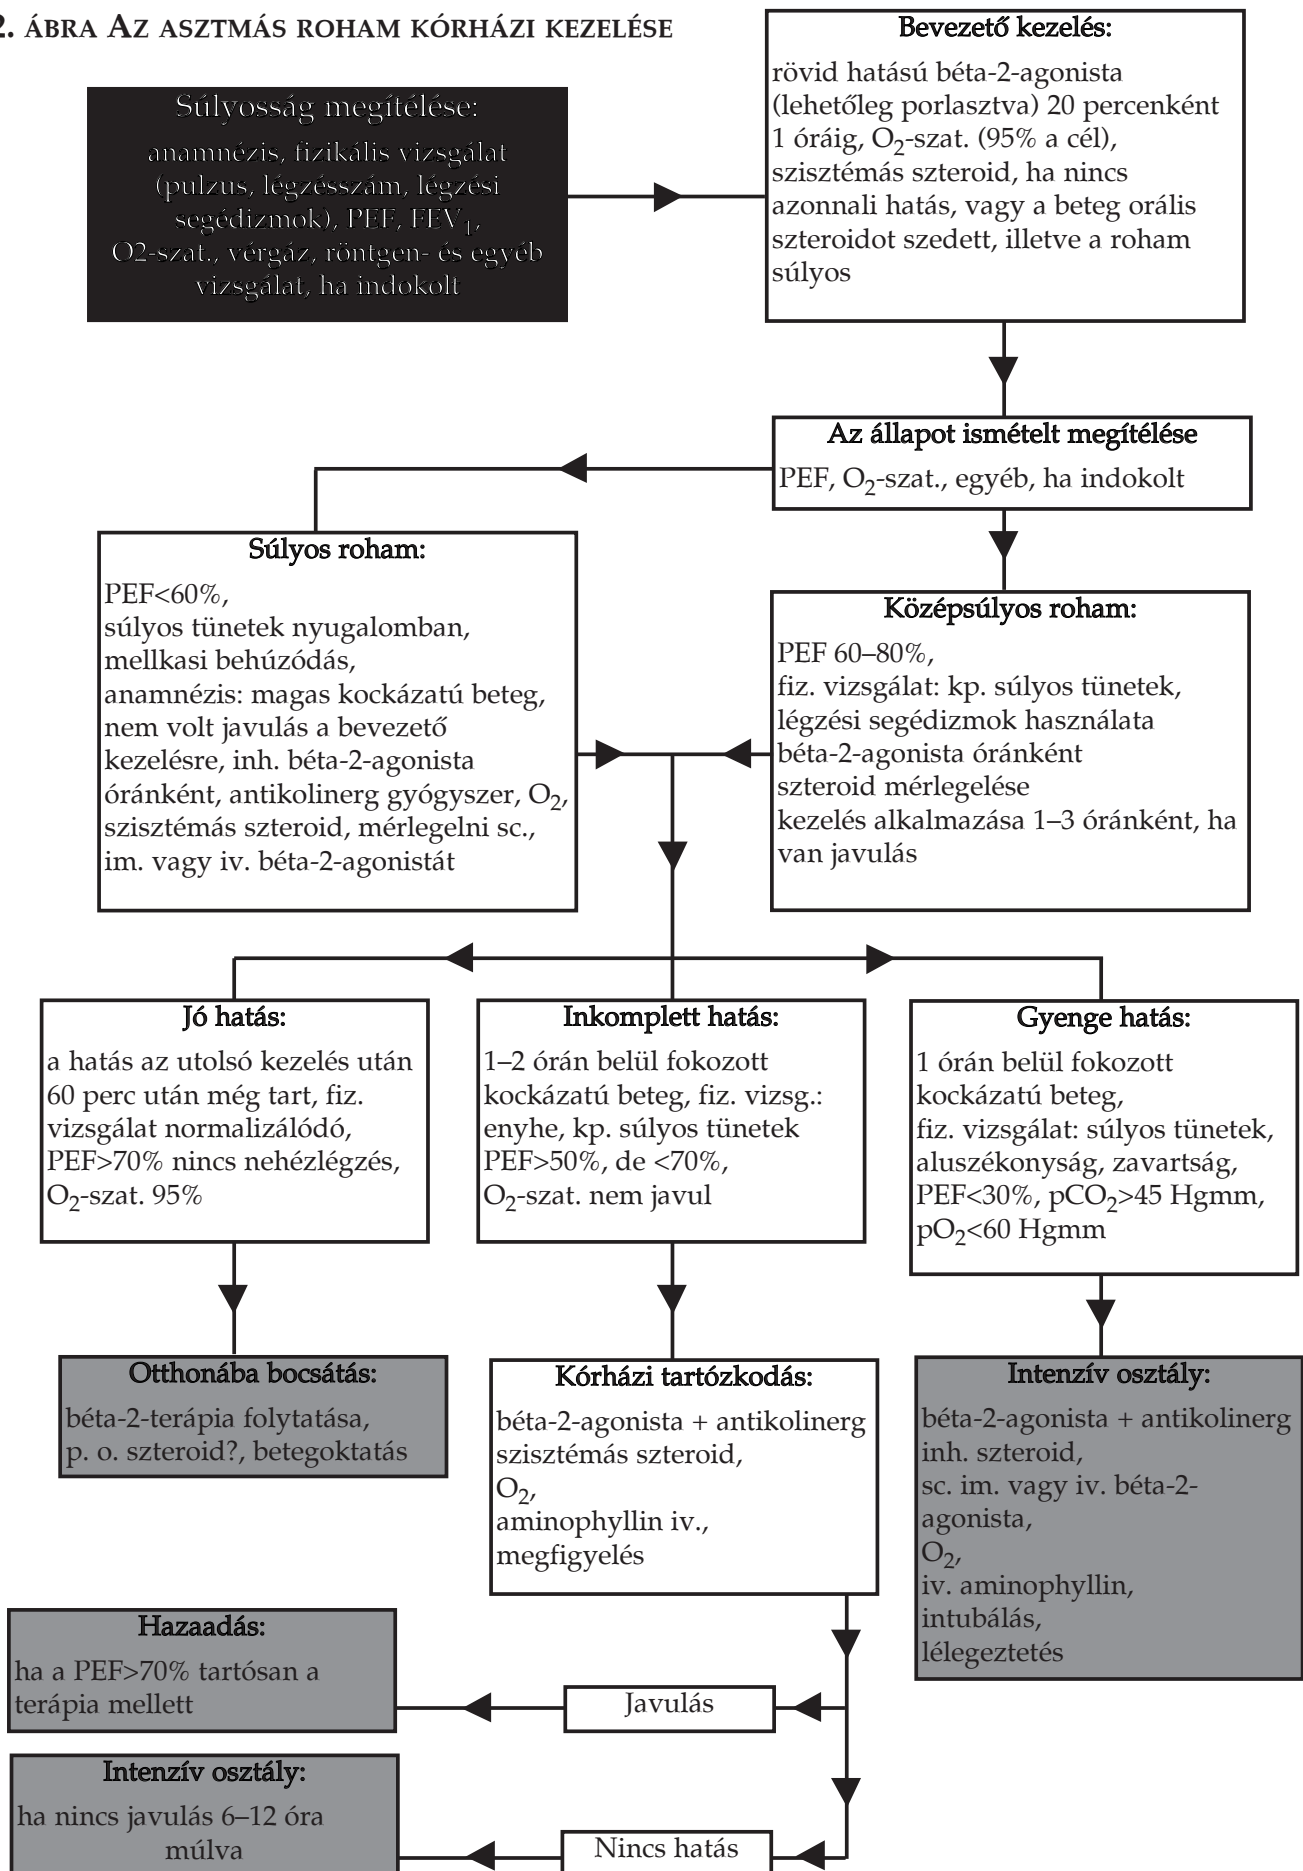 2. ÁBRA AZ ASZTMÁS ROHAM KÓRHÁZI KEZELÉSE
Súlyosság megítélése:
anamnézis, fizikális vizsgálat
(pulzus, légzésszám, légzési
segédizmok), PEF, FEV₁,
O2-szat., vérgáz, röntgen- és egyéb
vizsgálat, ha indokolt
Bevezető kezelés:
rövid hatású béta-2-agonista
(lehetőleg porlasztva) 20 percenként
1 óráig, O₂-szat. (95% a cél),
szisztémás szteroid, ha nincs
azonnali hatás, vagy a beteg orális
szteroidot szedett, illetve a roham
súlyos
Az állapot ismételt megítélése
PEF, O₂-szat., egyéb, ha indokolt
Súlyos roham:
PEF<60%,
súlyos tünetek nyugalomban,
mellkasi behúzódás,
anamnézis: magas kockázatú beteg,
nem volt javulás a bevezető
kezelésre, inh. béta-2-agonista
óránként, antikolinerg gyógyszer, O₂,
szisztémás szteroid, mérlegelni sc.,
im. vagy iv. béta-2-agonistát
Középsúlyos roham:
PEF 60–80%,
fiz. vizsgálat: kp. súlyos tünetek,
légzési segédizmok használata
béta-2-agonista óránként
szteroid mérlegelése
kezelés alkalmazása 1–3 óránként, ha
van javulás
Jó hatás:
a hatás az utolsó kezelés után
60 perc után még tart, fiz.
vizsgálat normalizálódó,
PEF>70% nincs nehézlégzés,
O₂-szat. 95%
Inkomplett hatás:
1–2 órán belül fokozott
kockázatú beteg, fiz. vizsg.:
enyhe, kp. súlyos tünetek
PEF>50%, de <70%,
O₂-szat. nem javul
Gyenge hatás:
1 órán belül fokozott
kockázatú beteg,
fiz. vizsgálat: súlyos tünetek,
aluszékonyság, zavartság,
PEF<30%, pCO₂>45 Hgmm,
pO₂<60 Hgmm
Otthonába bocsátás:
béta-2-terápia folytatása,
p. o. szteroid?, betegoktatás
Kórházi tartózkodás:
béta-2-agonista + antikolinerg
szisztémás szteroid,
O₂,
aminophyllin iv.,
megfigyelés
Intenzív osztály:
béta-2-agonista + antikolinerg
inh. szteroid,
sc. im. vagy iv. béta-2-
agonista,
O₂,
iv. aminophyllin,
intubálás,
lélegeztetés
Hazaadás:
ha a PEF>70% tartósan a
terápia mellett
Javulás
Intenzív osztály:
ha nincs javulás 6–12 óra
múlva
Nincs hatás